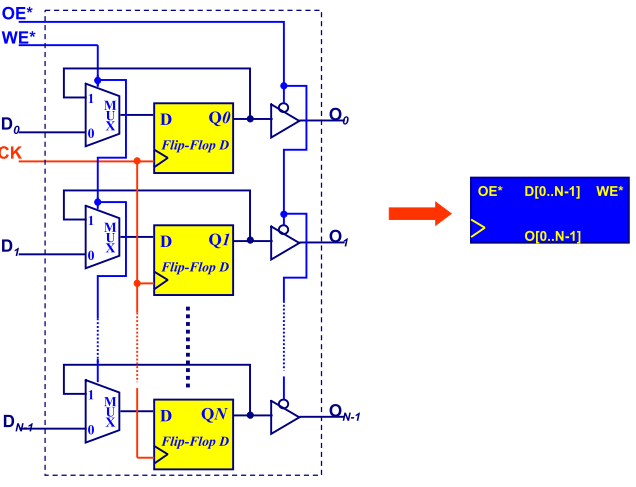 OE*
WE*
1
MUX
0
D0
D Q0
Flip-Flop D
O0
CK
1
MUX
0
D1
D Q1
Flip-Flop D
O1
OE* D[0..N-1] WE*
O[0..N-1]
1
MUX
0
DN-1
D QN
Flip-Flop D
ON-1